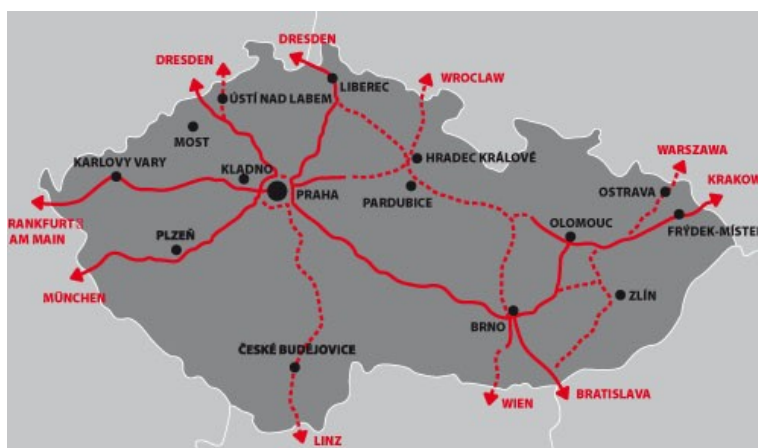 DRESDEN
DRESDEN
LIBEREC
WROCLAW
ÚSTÍ NAD LABEM
MOST
KARLOVY VARY
KLADNO
HRADEC KRÁLOVÉ
WARSZAWA
PRAHA
PARDUBICE
OSTRAVA
KRAKOW
RANKFURT
AM MAIN
PLZEŇ
OLOMOUC
FRÝDEK-MÍSTEK
MÜNCHEN
ZLÍN
BRNO
ČESKÉ BUDĚJOVICE
BRATISLAVA
WIEN
LINZ